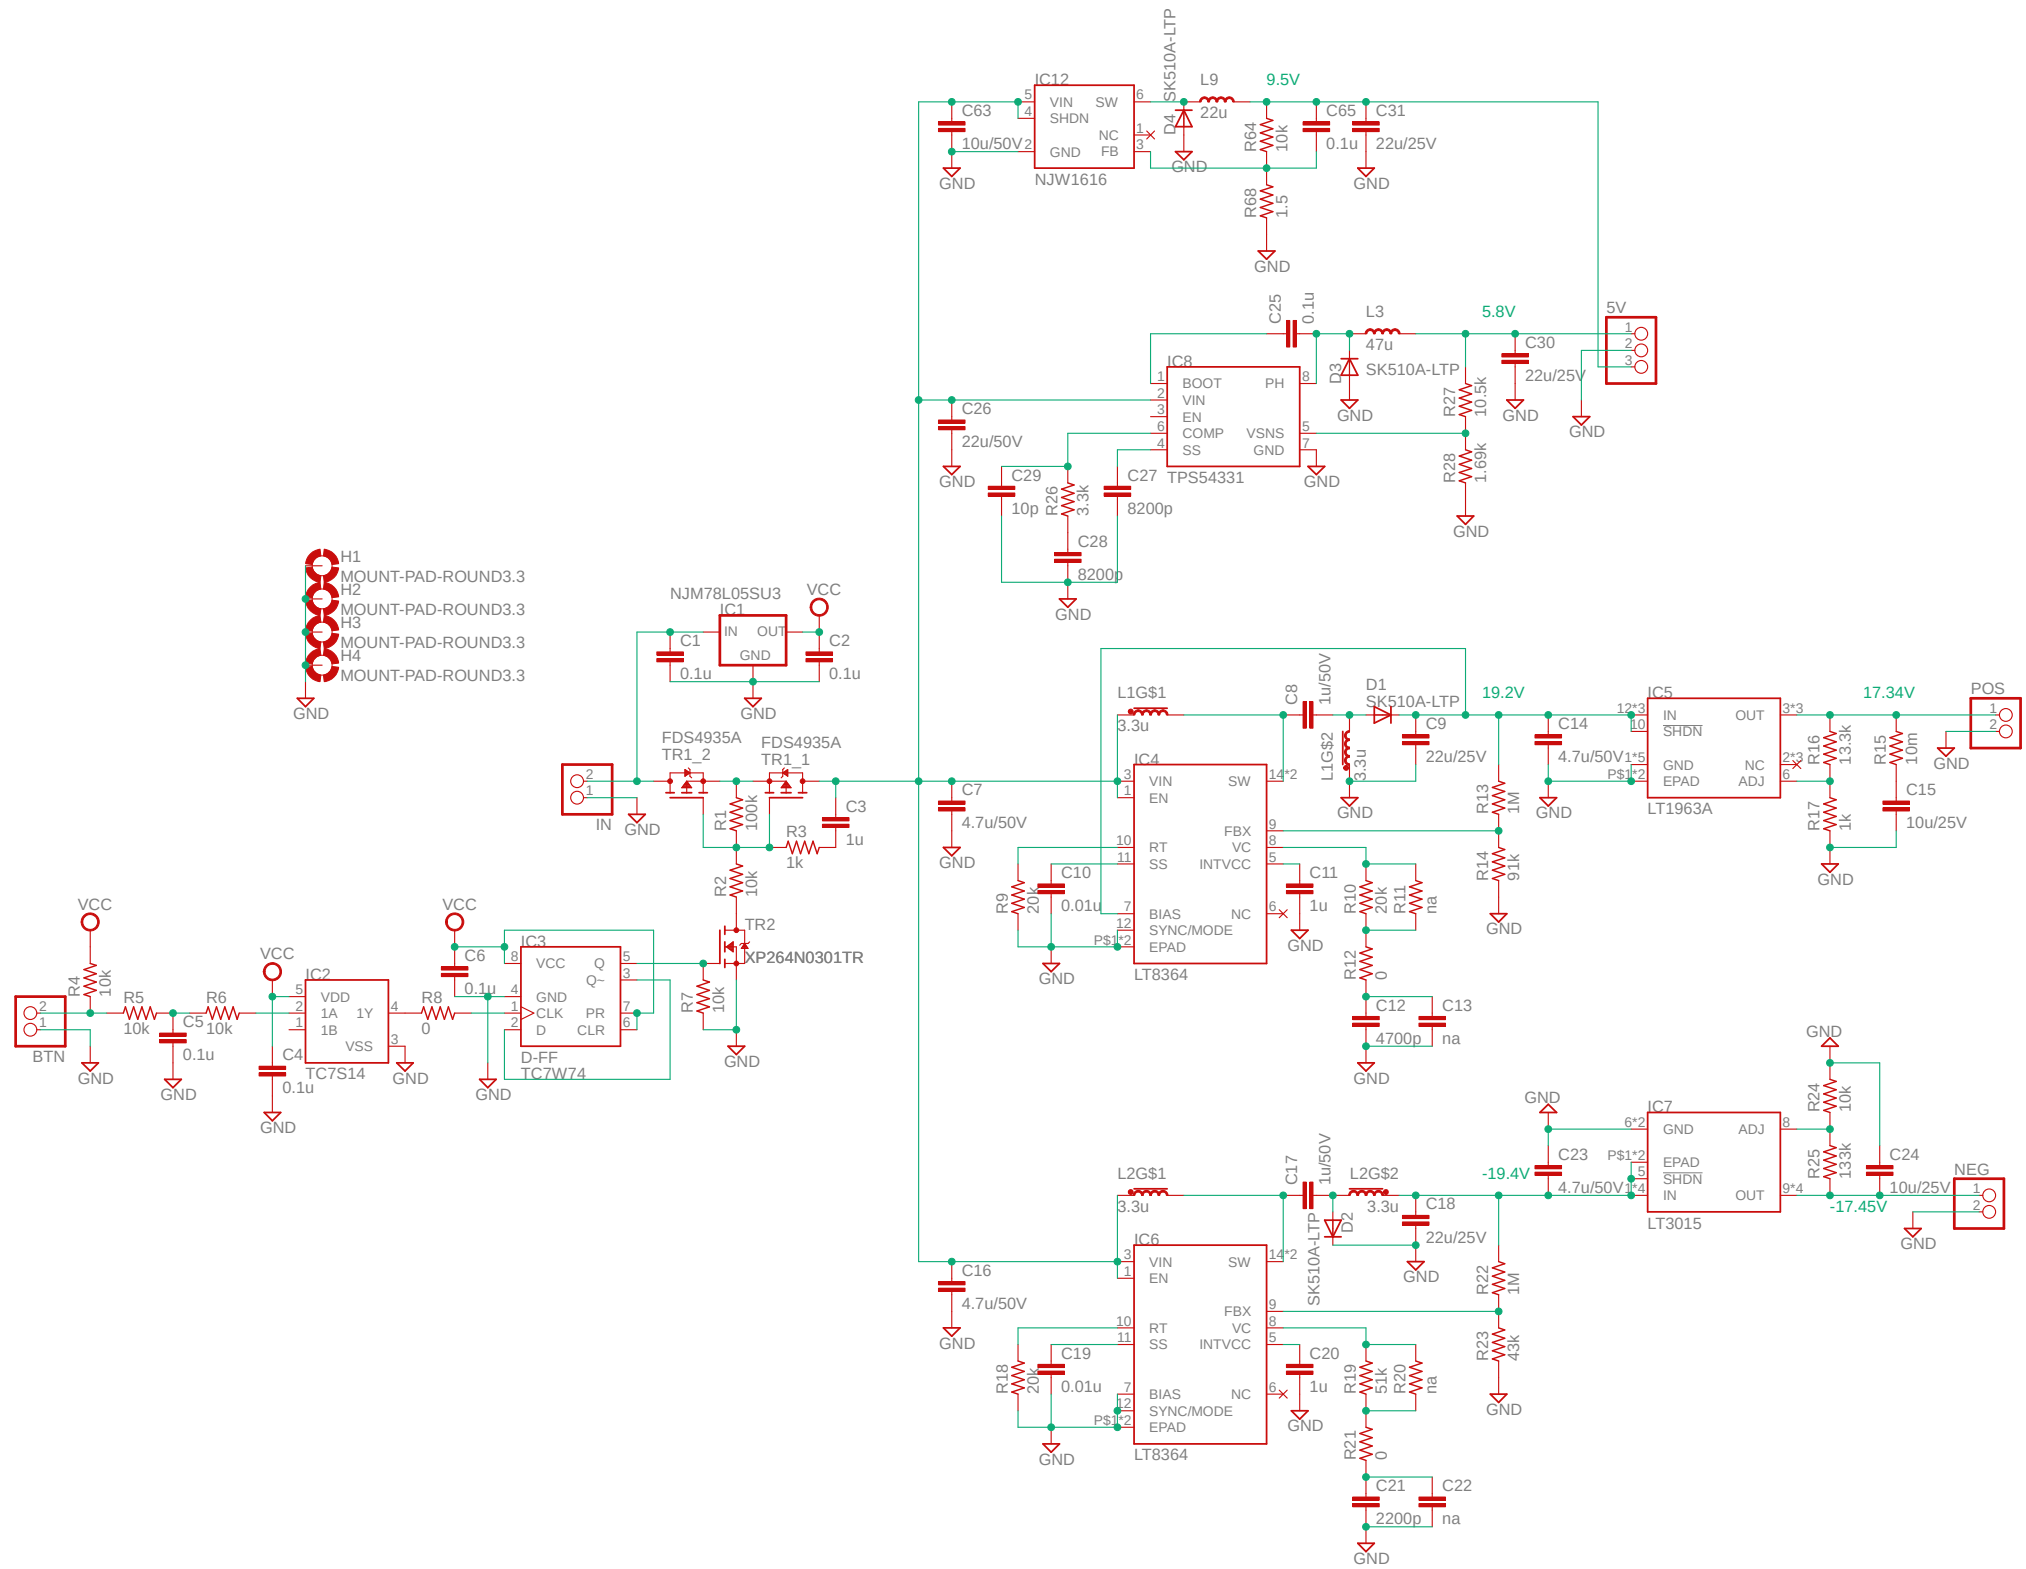 IC12
NJW1616
5
4
2
VIN
SHDN
GND
SW
NC
FB
6
1
3
C63
10u/50V
GND
SK510A-LTP
D4
GND
L9
22u
9.5V
R64
10k
R68
1.5
GND
C65
0.1u
C31
22u/25V
GND
C25
0.1u
L3
47u
5.8V
5V
1
2
3
GND
D3
SK510A-LTP
GND
C30
22u/25V
GND
R27
10.5k
R28
1.69k
GND
IC8
TPS54331
1
2
3
6
4
BOOT
VIN
EN
COMP
SS
PH
VSNS
GND
8
5
7
GND
C26
22u/50V
GND
C29
10p
R26
3.3k
C27
8200p
C28
8200p
GND
H1
MOUNT-PAD-ROUND3.3
H2
MOUNT-PAD-ROUND3.3
H3
MOUNT-PAD-ROUND3.3
H4
MOUNT-PAD-ROUND3.3
GND
NJM78L05SU3
IC1
IN
OUT
GND
VCC
C1
0.1u
C2
0.1u
GND
FDS4935A
TR1_2
FDS4935A
TR1_1
2
1
IN
GND
R1
100k
R3
1k
C3
1u
R2
10k
TR2
XP264N0301TR
R7
10k
GND
VCC
R4
10k
2
1
BTN
GND
R5
10k
C5
0.1u
GND
R6
10k
VCC
C4
0.1u
GND
IC2
TC7S14
5
2
1
VDD
1A
1B
1Y
VSS
4
3
GND
R8
0
VCC
C6
0.1u
GND
IC3
D-FF
TC7W74
8
4
1
2
VCC
GND
CLK
D
Q
Q~
PR
CLR
5
3
7
6
C7
4.7u/50V
GND
L1G$1
3.3u
C8
1u/50V
D1
SK510A-LTP
L1G$2
3.3u
GND
C9
22u/25V
19.2V
IC4
LT8364
3
1
10
11
7
12
P$1*2
VIN
EN
RT
SS
BIAS
SYNC/MODE
EPAD
SW
FBX
VC
INTVCC
NC
14*2
9
8
5
6
R9
20k
C10
0.01u
GND
C11
1u
GND
R10
20k
R11
na
R12
0
C12
4700p
C13
na
GND
R13
1M
R14
91k
GND
C14
4.7u/50V
GND
IC5
LT1963A
12*3
10
1*5
P$1*2
IN
SHDN
GND
EPAD
OUT
NC
ADJ
3*3
2*3
6
17.34V
R16
13.3k
R15
10m
R17
1k
C15
10u/25V
GND
POS
1
2
GND
C16
4.7u/50V
GND
L2G$1
3.3u
C17
1u/50V
L2G$2
3.3u
SK510A-LTP
D2
C18
22u/25V
GND
-19.4V
IC6
LT8364
3
1
10
11
7
12
P$1*2
VIN
EN
RT
SS
BIAS
SYNC/MODE
EPAD
SW
FBX
VC
INTVCC
NC
14*2
9
8
5
6
R18
20k
C19
0.01u
GND
C20
1u
GND
R19
51k
R20
na
R21
0
C21
2200p
C22
na
GND
R22
1M
R23
43k
GND
GND
C23
4.7u/50V
IC7
LT3015
6*2
P$1*2
5
1*4
GND
EPAD
SHDN
IN
ADJ
OUT
8
9*4
GND
R24
10k
R25
133k
C24
10u/25V
-17.45V
NEG
1
2
GND